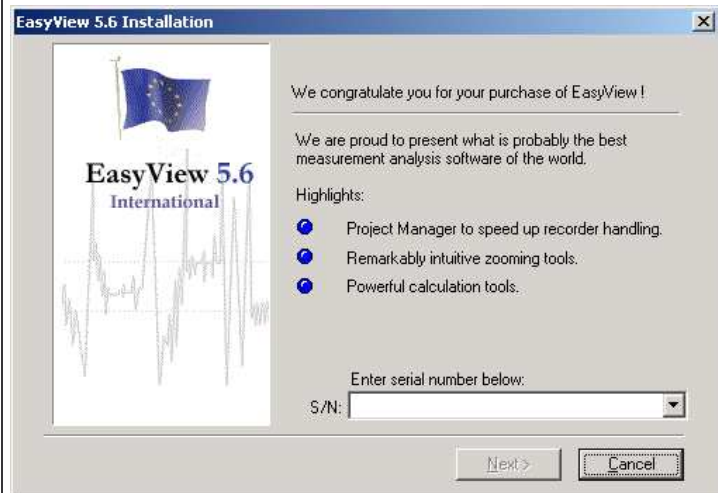 EasyView 5.6 Installation
EasyView 5.6
International
We congratulate you for your purchase of EasyView !
We are proud to present what is probably the best
measurement analysis software of the world.
Highlights:
Project Manager to speed up recorder handling.
Remarkably intuitive zooming tools.
Powerful calculation tools.
Enter serial number below:
S/N:
Next >
Cancel